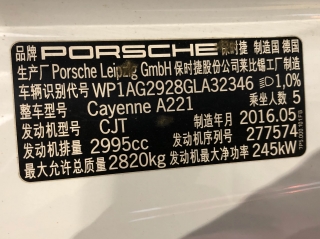 品牌 PORSCHE 保时捷 制造国 德国
生产厂 Porsche Leipzig GmbH 保时捷股份公司莱比锡工厂制造
车辆识别代号 WP1AG2928GLA32346 1,0%
整车型号 Cayenne A221 乘坐人数 5
发动机型号 CJT 制造年月 2016.05
发动机排量 2995cc 发动机序列号 277574
最大允许总质量 2820kg 发动机最大净功率 245kW